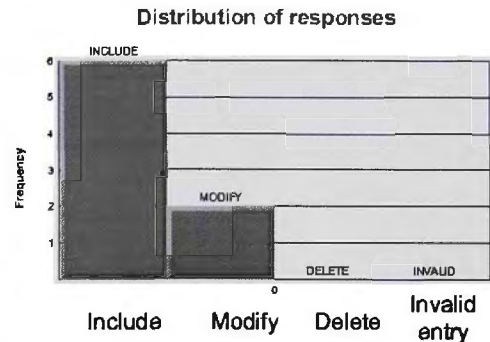 Distribution of responses
INCLUDE
6
5
4
3
2
1
Frequency
MODIFY
DELETE
INVALID
0
Include
Modify
Delete
Invalid
entry